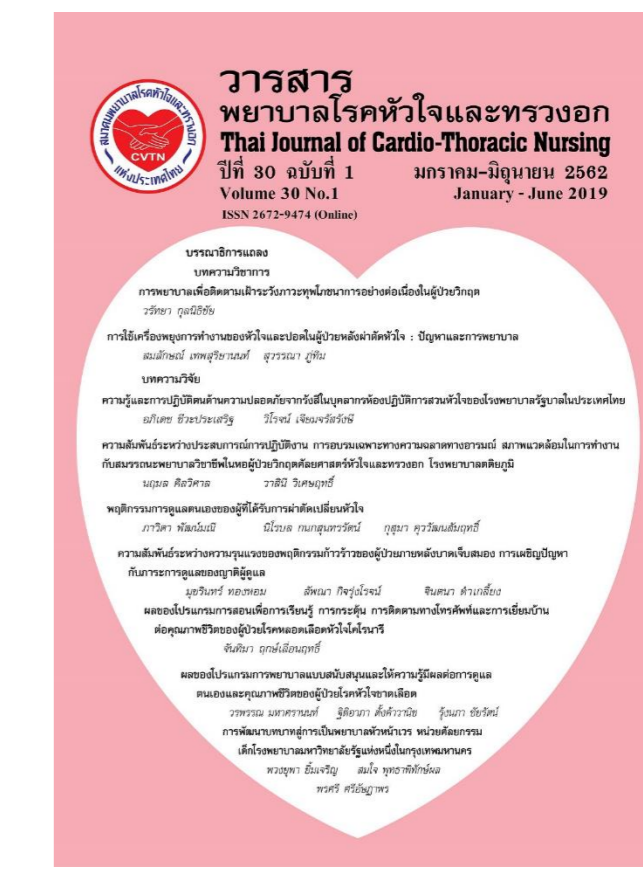 สมาคมพยาบาลโรคหัวใจและทรวงอก
CVTN
แห่งประเทศไทย
วารสาร
พยาบาลโรคหัวใจและทรวงอก
Thai Journal of Cardio-Thoracic Nursing
ปีที่ 30 ฉบับที่ 1 มกราคม-มิถุนายน 2562
Volume 30 No.1 January - June 2019
ISSN 2672-9474 (Online)
บรรณาธิการแถลง
บทความวิชาการ
การพยาบาลเพื่อติดตามเฝ้าระวังภาวะทุพโภชนาการอย่างต่อเนื่องในผู้ป่วยวิกฤต
วริทยา กุลนิธิชัย
การใช้เครื่องพยุงการทำงานของหัวใจและปอดในผู้ป่วยหลังผ่าตัดหัวใจ : ปัญหาและการพยาบาล
สมลักษณ์ เทพสุริยานนท์ สุวรรณา ภู่ทิม
บทความวิจัย
ความรู้และการปฏิบัติตนด้านความปลอดภัยจากรังสีในบุคลากรห้องปฏิบัติการสวนหัวใจของโรงพยาบาลรัฐบาลในประเทศไทย
อภิเดช ชีวะประเสริฐ วิโรจน์ เจียมจรัสรังษี
ความสัมพันธ์ระหว่างประสบการณ์การปฏิบัติงาน การอบรมเฉพาะทางความฉลาดทางอารมณ์ สภาพแวดล้อมในการทำงาน
กับสมรรถนะพยาบาลวิชาชีพในหอผู้ป่วยวิกฤตศัลยศาสตร์หัวใจและทรวงอก โรงพยาบาลตติยภูมิ
นฤมล ศิลวิศาล วาสินี วิเศษฤทธิ์
พฤติกรรมการดูแลตนเองของผู้ที่ได้รับการผ่าตัดเปลี่ยนหัวใจ
ภาวิตา พัฒน์มณี นิโรบล กนกสุนทรรัตน์ กุสุมา คุววัฒนสัมฤทธิ์
ความสัมพันธ์ระหว่างความรุนแรงของพฤติกรรมก้าวร้าวของผู้ป่วยภายหลังบาดเจ็บสมอง การเผชิญปัญหา
กับภาระการดูแลของญาติผู้ดูแล
มุขรินทร์ ทองหอม ลัพณา กิจรุ่งโรจน์ จินตนา ดำเกลี้ยง
ผลของโปรแกรมการสอนเพื่อการเรียนรู้ การกระตุ้น การติดตามทางโทรศัพท์และการเยี่ยมบ้าน
ต่อคุณภาพชีวิตของผู้ป่วยโรคหลอดเลือดหัวใจโคโรนารี
จันทิมา ฤกษ์เลื่อนฤทธิ์
ผลของโปรแกรมการพยาบาลแบบสนับสนุนและให้ความรู้มีผลต่อการดูแล
ตนเองและคุณภาพชีวิตของผู้ป่วยโรคหัวใจขาดเลือด
วรพรรณ มหาศรานนท์ ฐิติอาภา ตั้งค้าวานิช รุ้งนภา ชัยรัตน์
การพัฒนาบทบาทสู่การเป็นพยาบาลหัวหน้าเวร หน่วยศัลยกรรม
เด็กโรงพยาบาลมหาวิทยาลัยรัฐแห่งหนึ่งในกรุงเทพมหานคร
พวงยุพา ยิ้มเจริญ สมใจ พุทธาพิทักษ์ผล
พรศรี ศรีอัษฎาพร